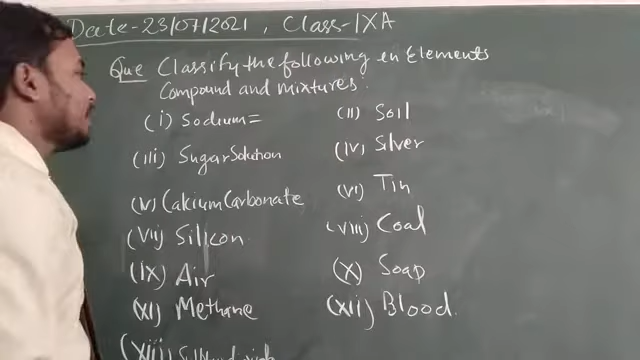 Date-23/07/2021, Class-IXA
Que Classify the following in Elements
Compound and mixtures.
(i) Sodium= (ii) Soil
(iii) Sugar Solution (iv) Silver
(v) Calcium Carbonate (vi) Tin
(vii) Silicon (viii) Coal
(ix) Air (x) Soap
(xi) Methane (xii) Blood.
(xiii)